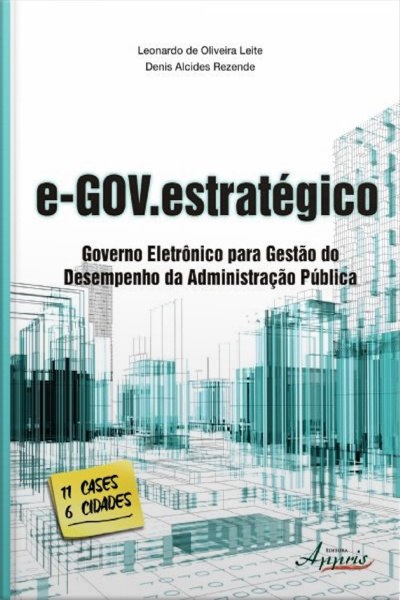 Leonardo de Oliveira Leite
Denis Alcides Rezende
e-GOV.estratégico
Governo Eletrônico para Gestão do
Desempenho da Administração Pública
11 CASES
6 CIDADES
EDITORA
Appris